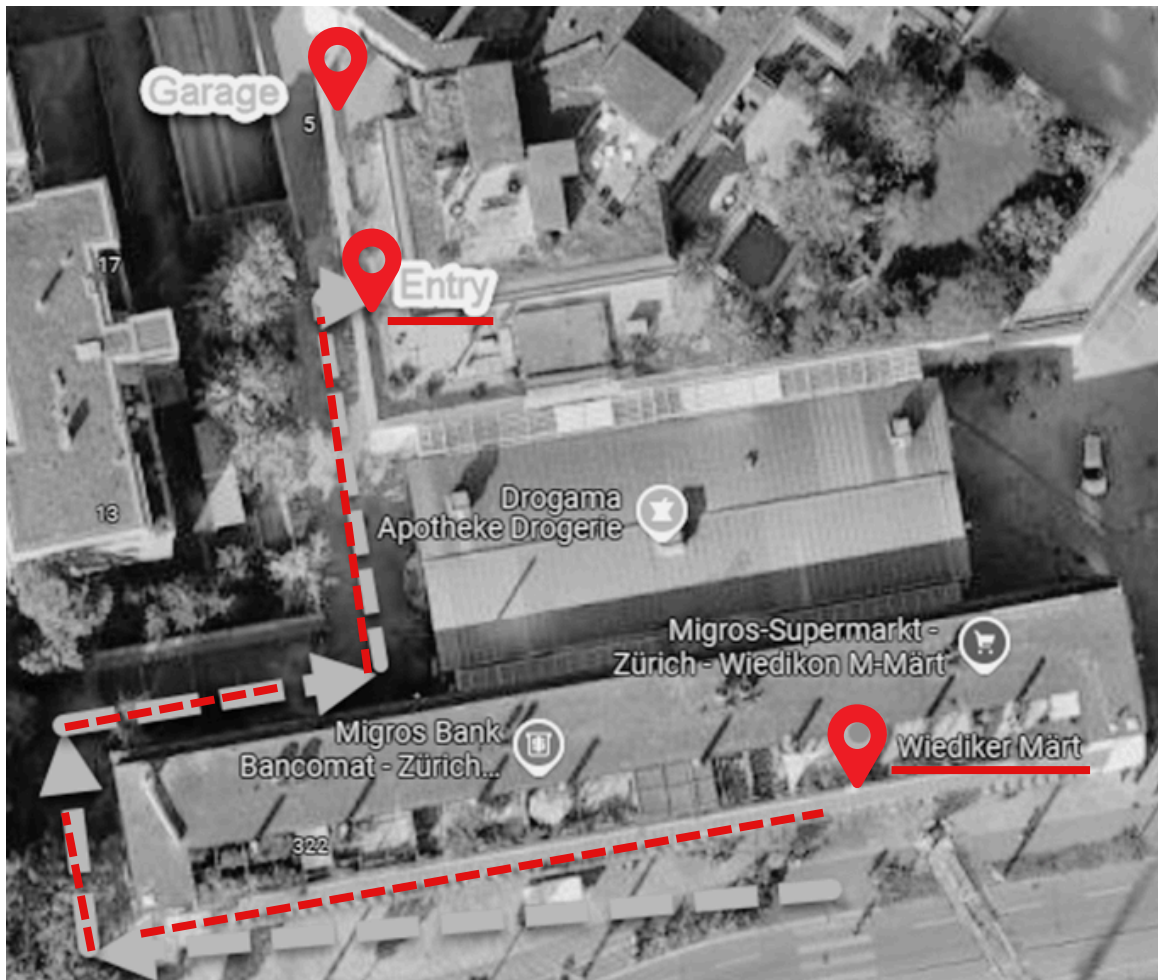 Garage
5
17
Entry
13
Drogama
Apotheke Drogerie
Migros-Supermarkt -
Zürich - Wiedikon M-Märt
Migros Bank
Bancomat - Zürich...
Wiediker Märt
322